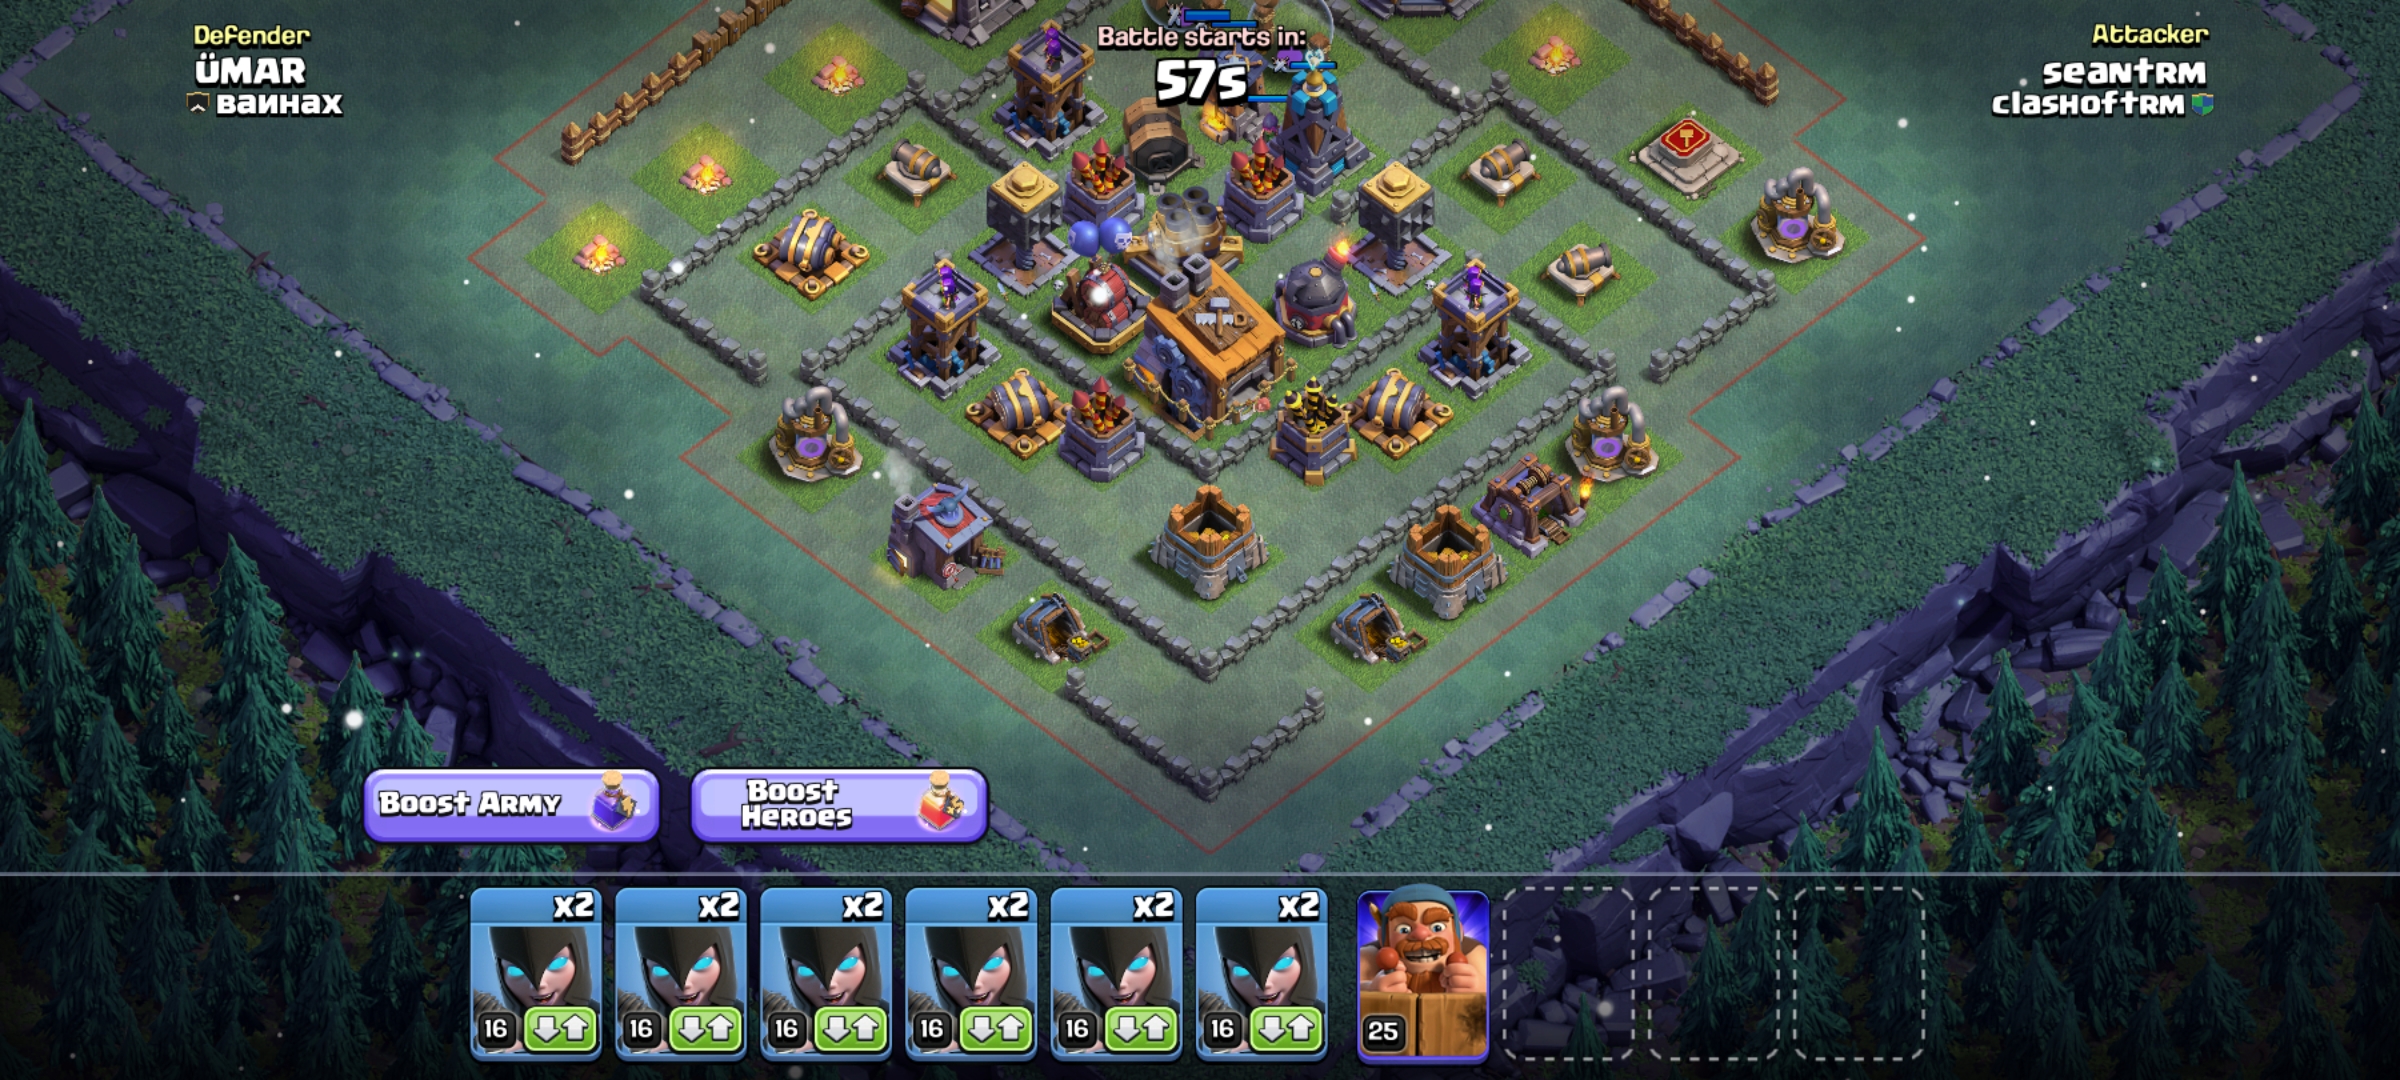 Defender
ÜMAR
ваинах
Battle starts in:
57s
Attacker
seantrm
clashoftrm
Boost Army
Boost
Heroes
x2
x2
x2
x2
x2
x2
16
16
16
16
16
16
25